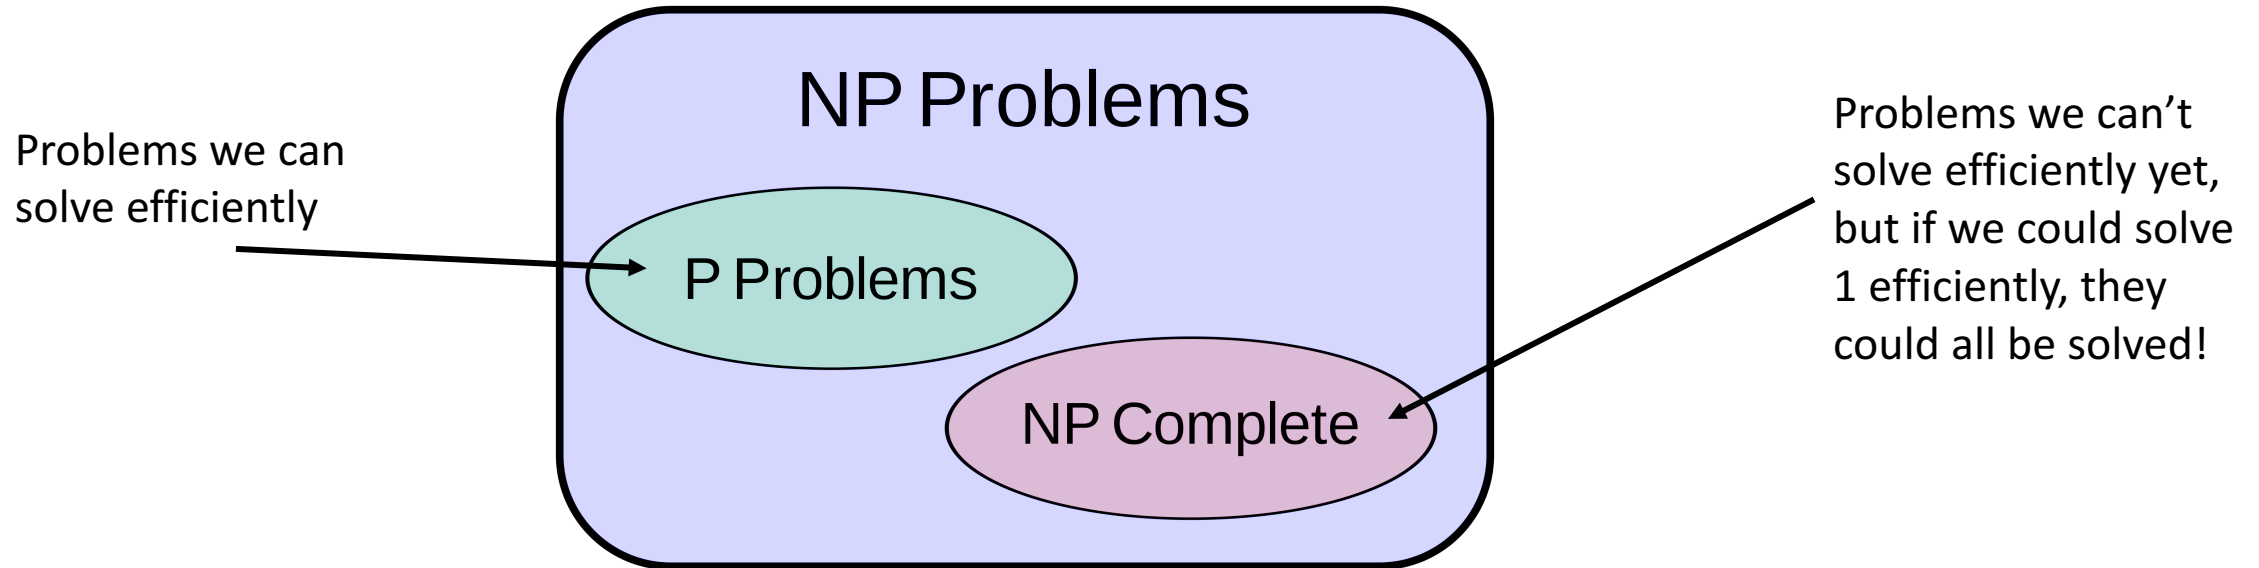 NP Problems
Problems we can
solve efficiently
P Problems
NP Complete
Problems we can’t
solve efficiently yet,
but if we could solve
1 efficiently, they
could all be solved!